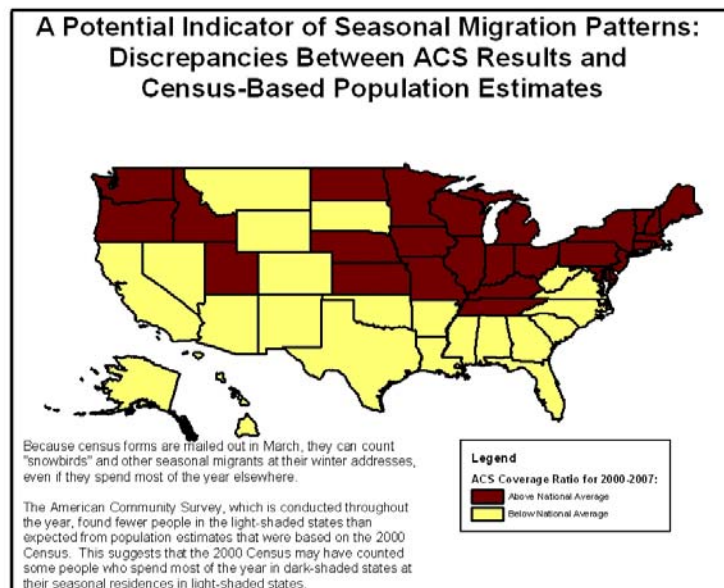 A Potential Indicator of Seasonal Migration Patterns:
Discrepancies Between ACS Results and
Census-Based Population Estimates
Because census forms are mailed out in March, they can count
"snowbirds" and other seasonal migrants at their winter addresses,
even if they spend most of the year elsewhere.
The American Community Survey, which is conducted throughout
the year, found fewer people in the light-shaded states than
expected from population estimates that were based on the 2000
Census. This suggests that the 2000 Census may have counted
some people who spend most of the year in dark-shaded states at
their seasonal residences in light-shaded states.
Legend
ACS Coverage Ratio for 2000-2007:
Above National Average
Below National Average